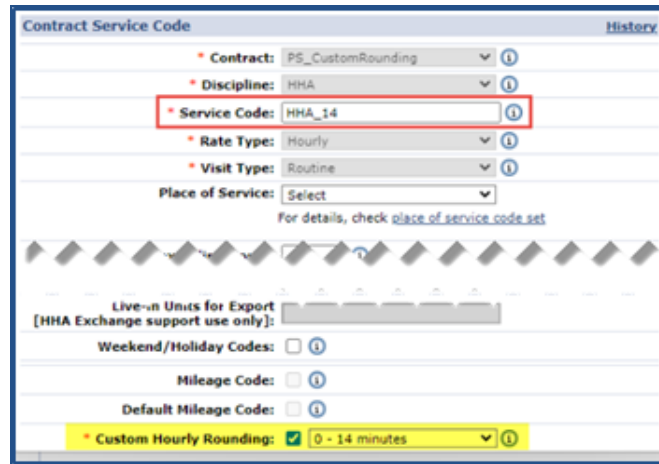 Contract Service Code History
* Contract: PS_CustomRounding
* Discipline: HHA
* Service Code: HHA_14
* Rate Type: Hourly
* Visit Type: Routine
Place of Service: Select
For details, check place of service code set
Live-in Units for Export
[HHA Exchange support use only]:
Weekend/Holiday Codes:
Mileage Code:
Default Mileage Code:
* Custom Hourly Rounding: 0 - 14 minutes